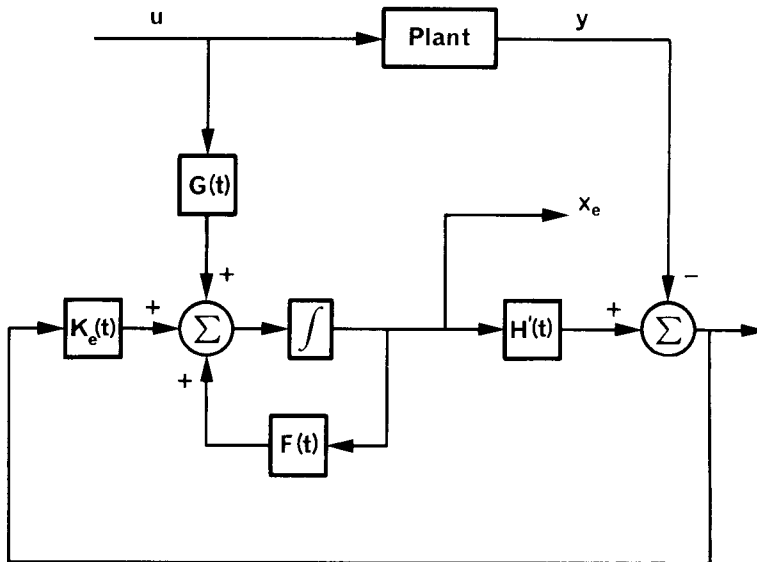 u
Plant
y
G(t)
x_e
+
−
K_e(t)
+
Σ
∫
H'(t)
+
Σ
+
F(t)